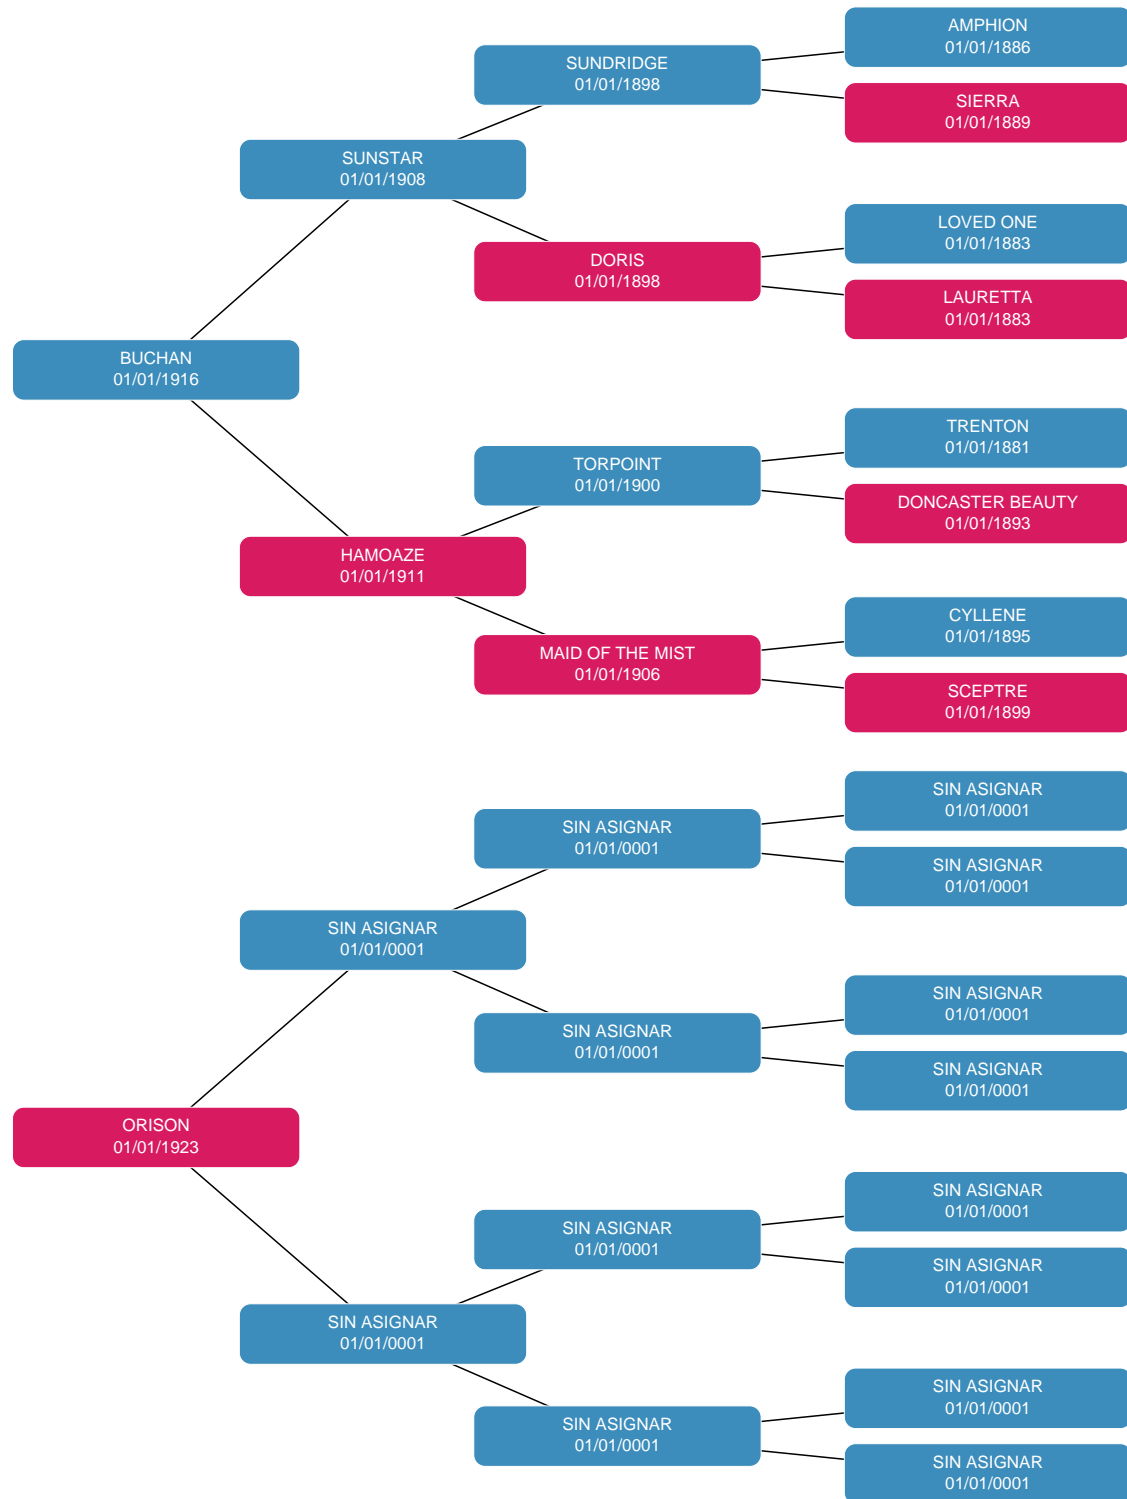 AMPHION
01/01/1886
SUNDRIDGE
01/01/1898
SIERRA
01/01/1889
SUNSTAR
01/01/1908
LOVED ONE
01/01/1883
DORIS
01/01/1898
LAURETTA
01/01/1883
BUCHAN
01/01/1916
TRENTON
01/01/1881
TORPOINT
01/01/1900
DONCASTER BEAUTY
01/01/1893
HAMOAZE
01/01/1911
CYLLENE
01/01/1895
MAID OF THE MIST
01/01/1906
SCEPTRE
01/01/1899
SIN ASIGNAR
01/01/0001
SIN ASIGNAR
01/01/0001
SIN ASIGNAR
01/01/0001
SIN ASIGNAR
01/01/0001
SIN ASIGNAR
01/01/0001
SIN ASIGNAR
01/01/0001
SIN ASIGNAR
01/01/0001
ORISON
01/01/1923
SIN ASIGNAR
01/01/0001
SIN ASIGNAR
01/01/0001
SIN ASIGNAR
01/01/0001
SIN ASIGNAR
01/01/0001
SIN ASIGNAR
01/01/0001
SIN ASIGNAR
01/01/0001
SIN ASIGNAR
01/01/0001